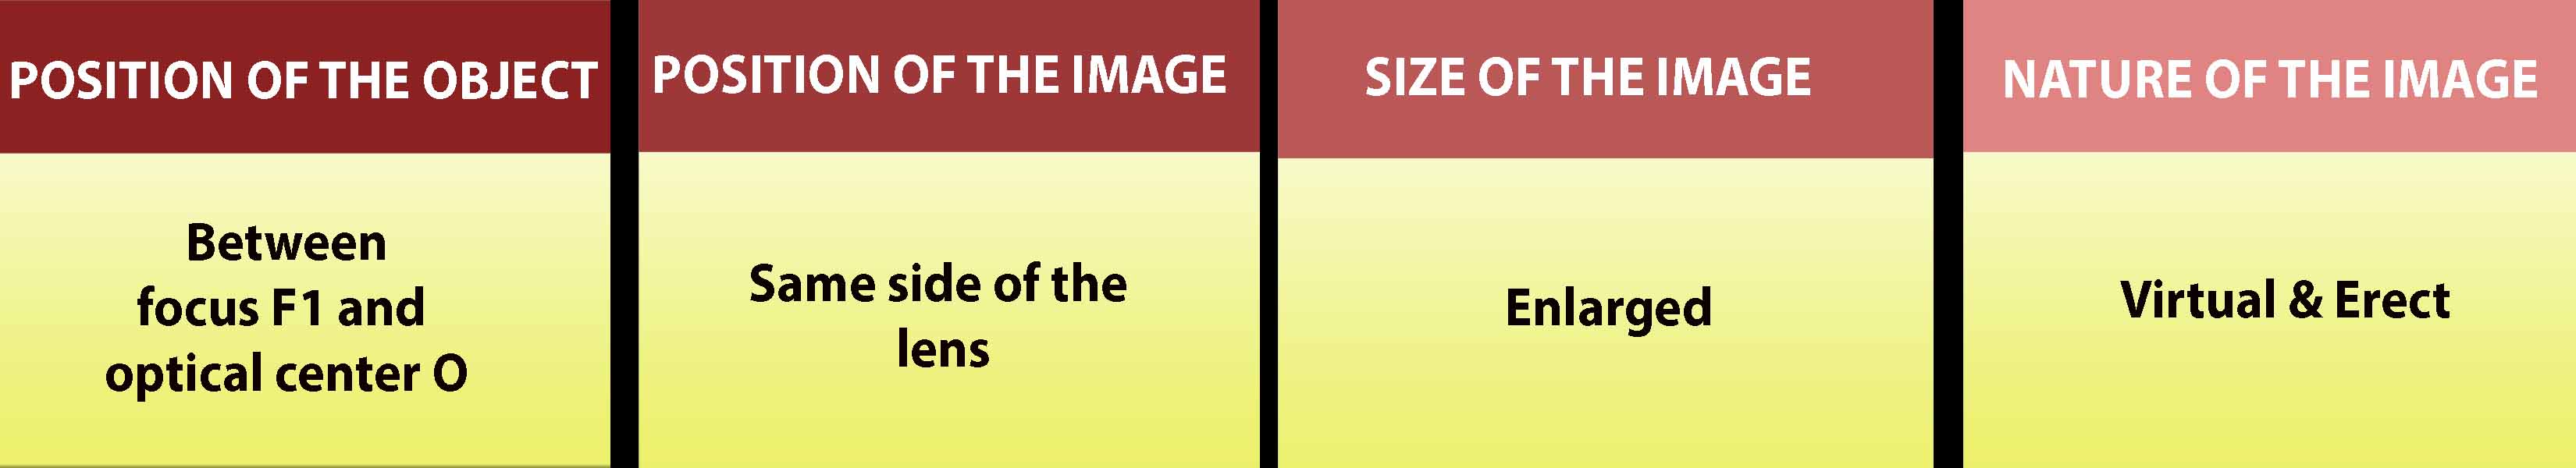 POSITION OF THE OBJECT
POSITION OF THE IMAGE
SIZE OF THE IMAGE
NATURE OF THE IMAGE
Between
focus F1 and
optical center O
Same side of the
lens
Enlarged
Virtual & Erect